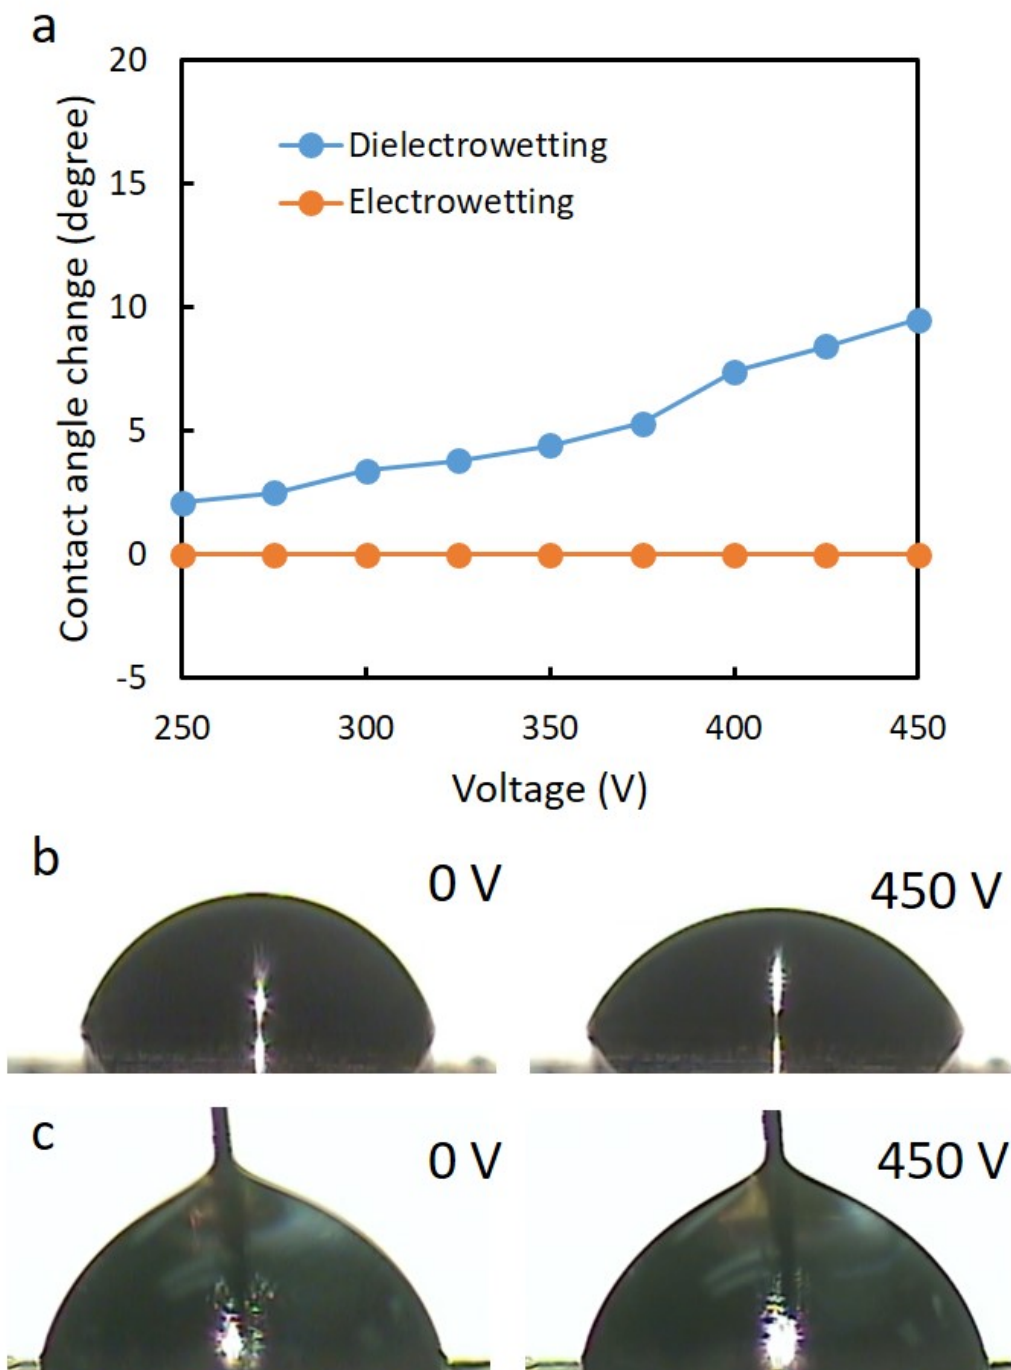 a
20
15
10
5
0
-5
Contact angle change (degree)
Dielectrowetting
Electrowetting
250 300 350 400 450
Voltage (V)
b
0 V
450 V
c
0 V
450 V